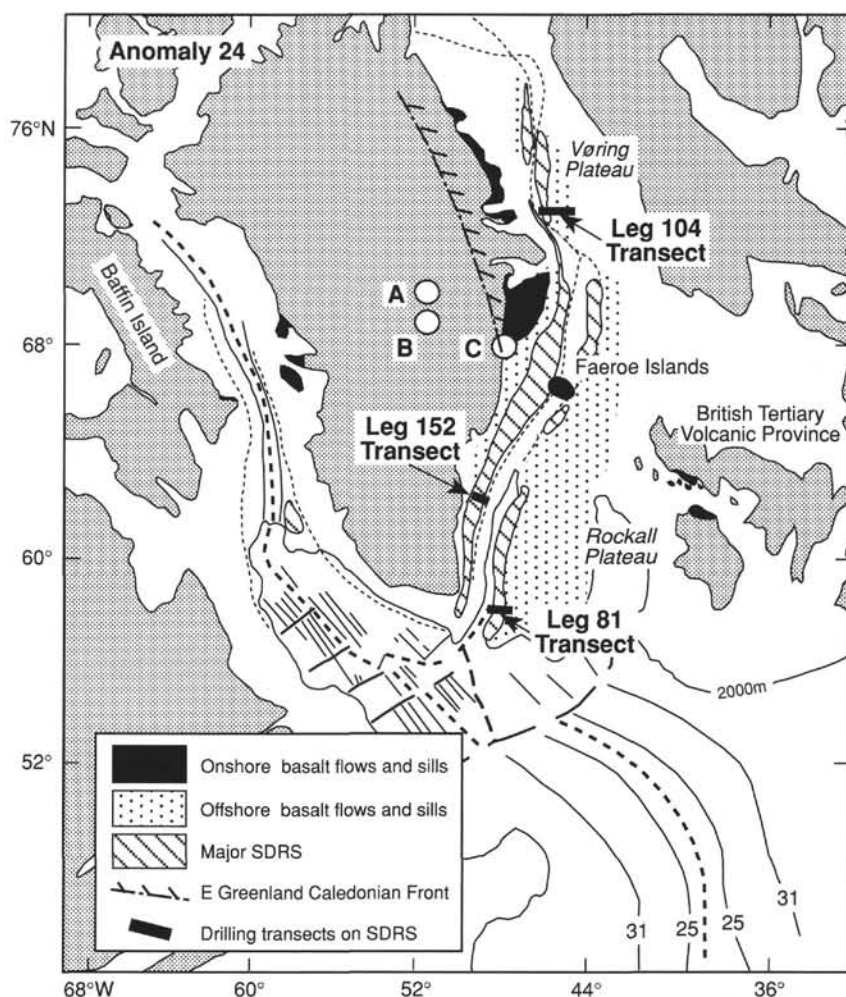 Anomaly 24
76°N
Vøring
Plateau
Leg 104
Transect
Baffin Island
A
B
C
68°
Faeroe Islands
British Tertiary
Volcanic Province
Leg 152
Transect
60°
Rockall
Plateau
Leg 81
Transect
2000m
52°
Onshore basalt flows and sills
Offshore basalt flows and sills
Major SDRS
E Greenland Caledonian Front
Drilling transects on SDRS
31
25
25
31
68°W
60°
52°
44°
36°